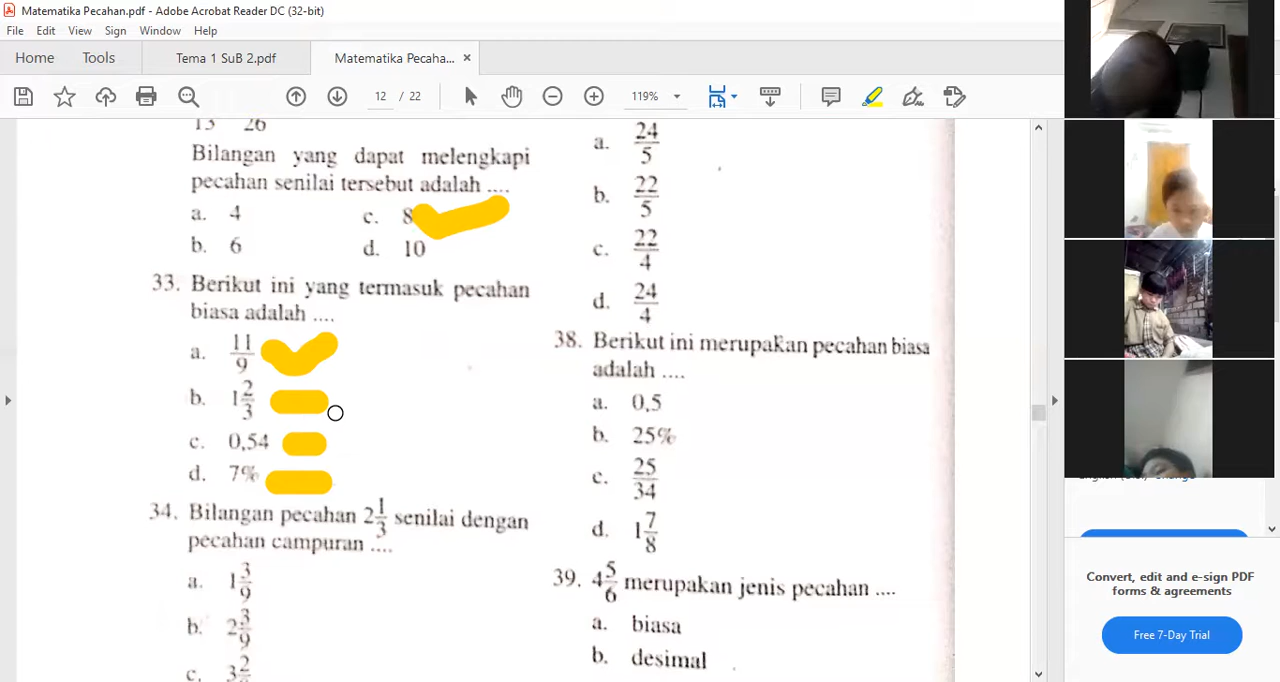 Matematika Pecahan.pdf - Adobe Acrobat Reader DC (32-bit)
File Edit View Sign Window Help
Home Tools Tema 1 SuB 2.pdf Matematika Pecaha... ×
12 / 22 119%
13 26
Bilangan yang dapat melengkapi
pecahan senilai tersebut adalah ....
a. 4 c. 8
b. 6 d. 10
33. Berikut ini yang termasuk pecahan
biasa adalah ....
a. 11/9
b. 1 2/3
c. 0,54
d. 7%
34. Bilangan pecahan 2 1/3 senilai dengan
pecahan campuran ....
a. 1 3/9
b. 2 3/9
c. 3
a. 24/5
b. 22/5
c. 22/4
d. 24/4
38. Berikut ini merupakan pecahan biasa
adalah ....
a. 0,5
b. 25%
c. 25/34
d. 1 7/8
39. 4 5/6 merupakan jenis pecahan ....
a. biasa
b. desimal
Convert, edit and e-sign PDF
forms & agreements
Free 7-Day Trial